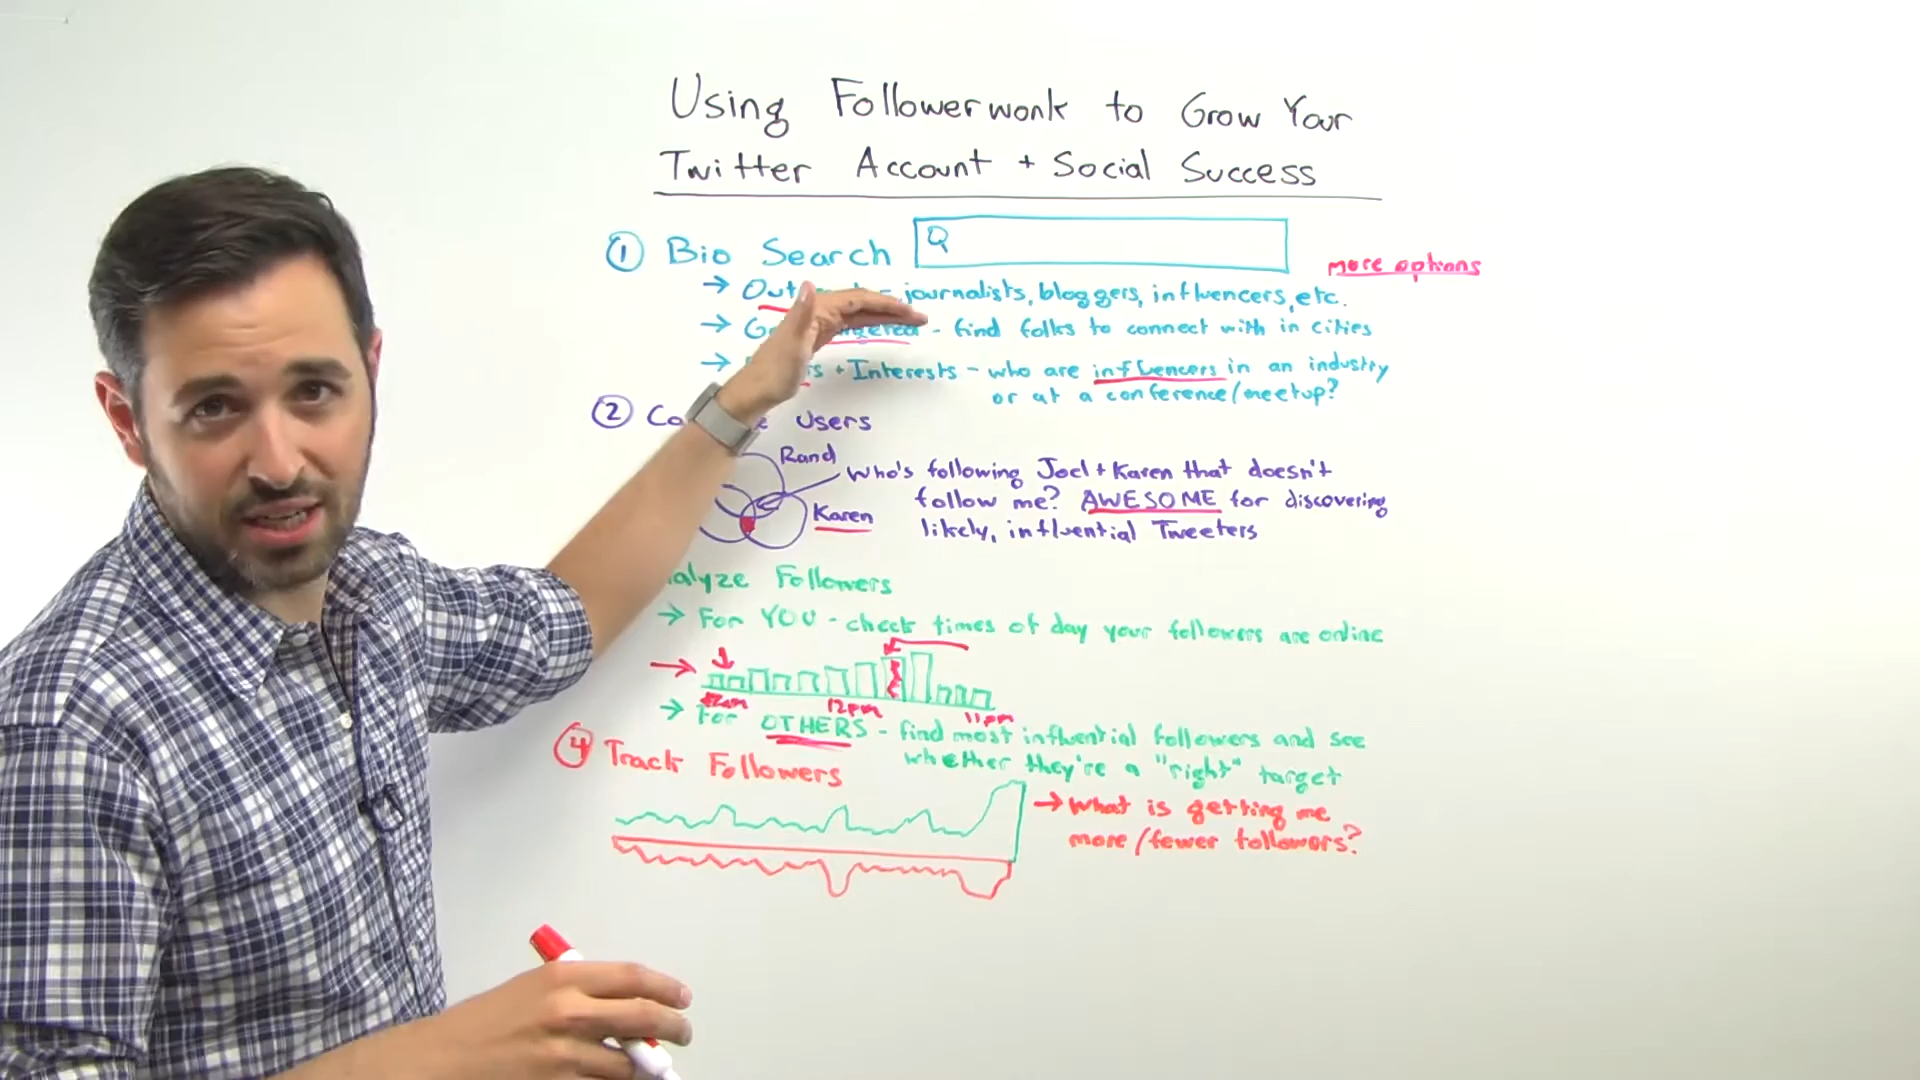 Using Followerwonk to Grow Your
Twitter Account + Social Success
① Bio Search
more options
→ - journalists, bloggers, influencers, etc.
→ - find folks to connect with in cities
→ + Interests - who are influencers in an industry
or at a conference/meetup?
② Users
Rand
Karen
Who's following Joel + Karen that doesn't
follow me? AWESOME for discovering
likely, influential Tweeters
Followers
→ For YOU - check times of day your followers are online
12am 12pm 11pm
→ For OTHERS - find most influential followers and see
whether they're a "right" target
④ Track Followers
→ What is getting me
more/fewer followers?